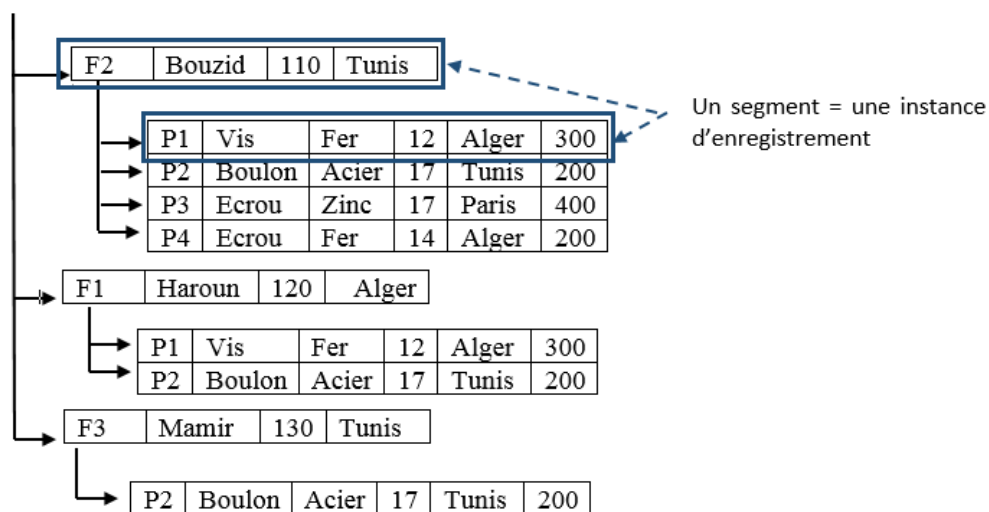 F2 Bouzid 110 Tunis
Un segment = une instance
d’enregistrement
P1 Vis Fer 12 Alger 300
P2 Boulon Acier 17 Tunis 200
P3 Ecrou Zinc 17 Paris 400
P4 Ecrou Fer 14 Alger 200
F1 Haroun 120 Alger
P1 Vis Fer 12 Alger 300
P2 Boulon Acier 17 Tunis 200
F3 Mamir 130 Tunis
P2 Boulon Acier 17 Tunis 200